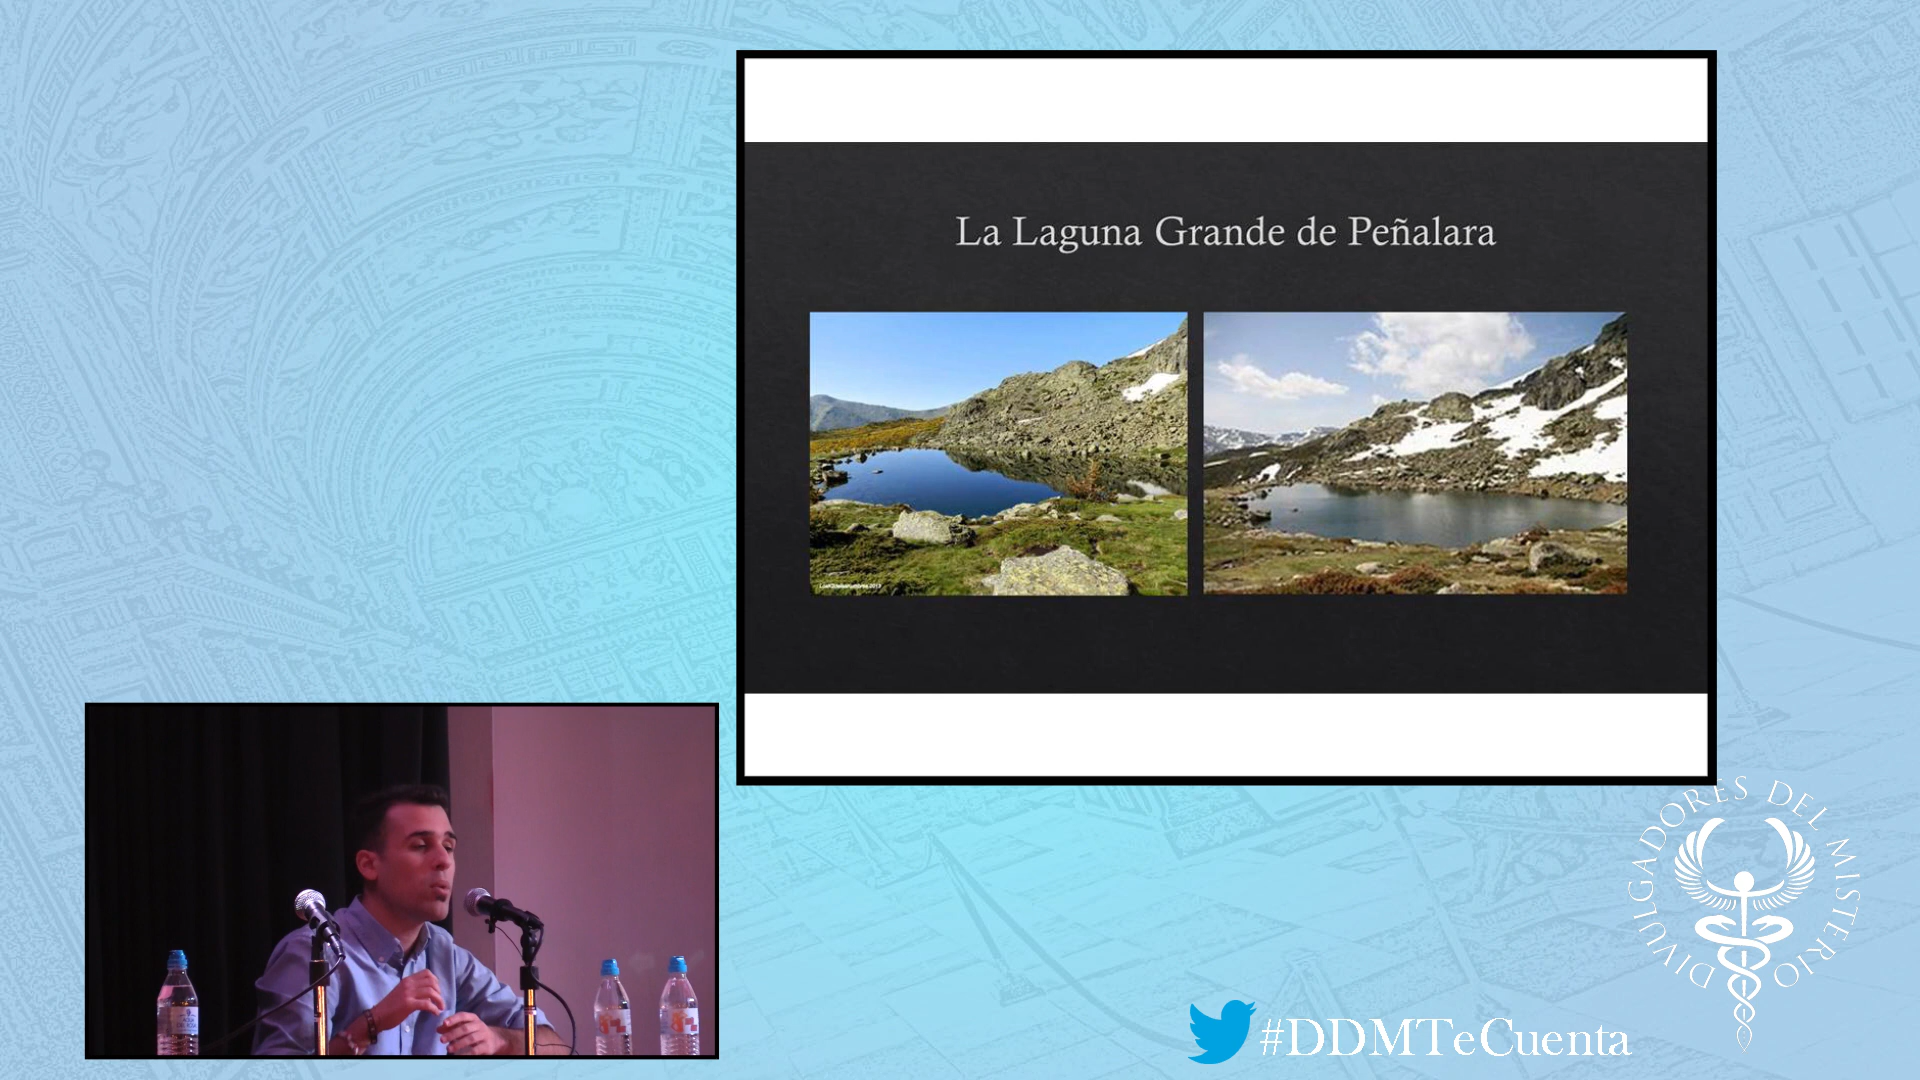 La Laguna Grande de Peñalara
DIVULGADORES DEL MISTERIO
#DDMTeCuenta